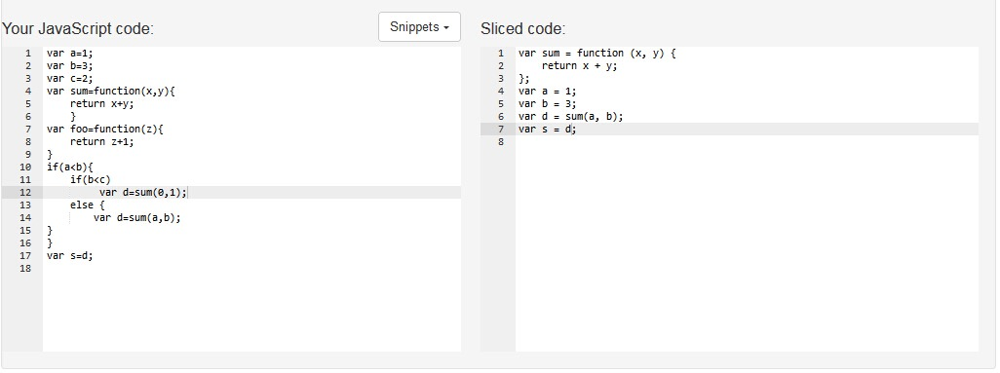 Your JavaScript code:
Snippets
Sliced code:
1 var a=1;
2 var b=3;
3 var c=2;
4 var sum=function(x,y){
5 return x+y;
6 }
7 var foo=function(z){
8 return z+1;
9 }
10 if(a<b){
11 if(b<c)
12 var d=sum(0,1);
13 else {
14 var d=sum(a,b);
15 }
16 }
17 var s=d;
18
1 var sum = function (x, y) {
2 return x + y;
3 };
4 var a = 1;
5 var b = 3;
6 var d = sum(a, b);
7 var s = d;
8